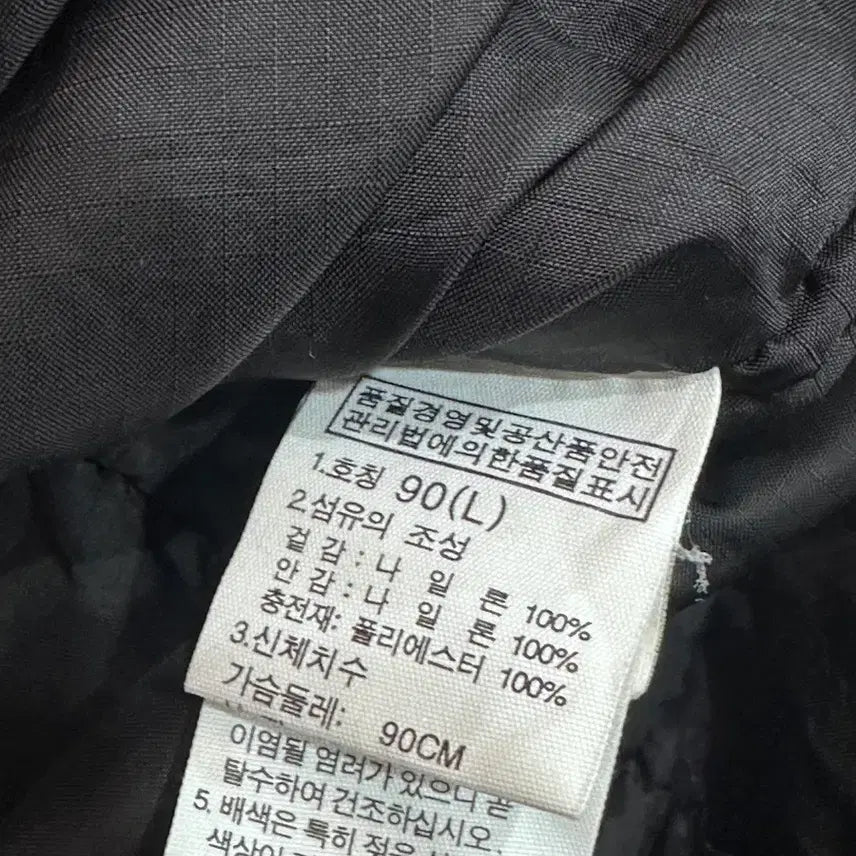 품질경영및공산품안전
관리법에의한품질표시
1.호칭 90(L)
2.섬유의 조성
겉감 : 나 일 론 100%
안감 : 나 일 론 100%
충전재: 폴리에스터 100%
3.신체치수
가슴둘레: 90CM
이염될 염려가 있으니 곧
탈수하여 건조하십시오.
5. 배색은 특히 젖은
색상이